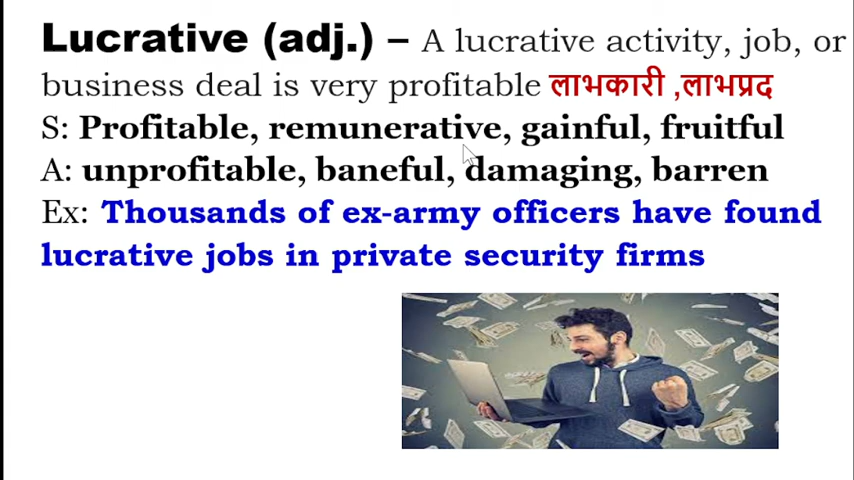 Lucrative (adj.) – A lucrative activity, job, or
business deal is very profitable लाभकारी ,लाभप्रद
S: Profitable, remunerative, gainful, fruitful
A: unprofitable, baneful, damaging, barren
Ex: Thousands of ex-army officers have found
lucrative jobs in private security firms